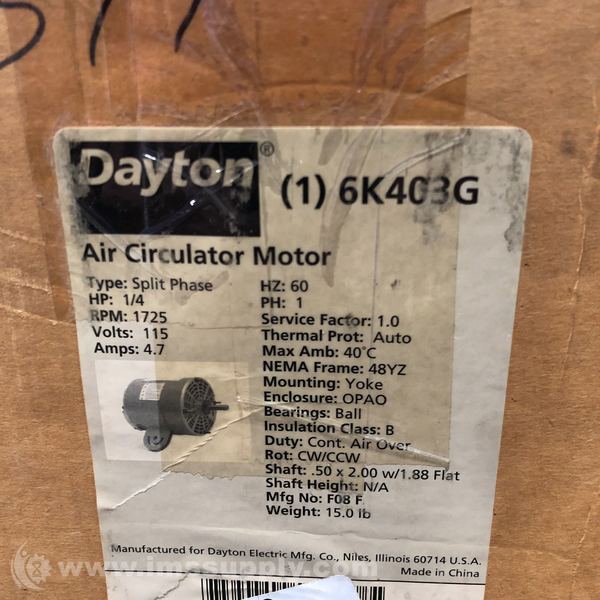 577
Dayton®
(1) 6K403G
Air Circulator Motor
Type: Split Phase
HP: 1/4
RPM: 1725
Volts: 115
Amps: 4.7
HZ: 60
PH: 1
Service Factor: 1.0
Thermal Prot: Auto
Max Amb: 40°C
NEMA Frame: 48YZ
Mounting: Yoke
Enclosure: OPAO
Bearings: Ball
Insulation Class: B
Duty: Cont. Air Over
Rot: CW/CCW
Shaft: .50 x 2.00 w/1.88 Flat
Shaft Height: N/A
Mfg No: F08 F
Weight: 15.0 lb
Manufactured for Dayton Electric Mfg. Co., Niles, Illinois 60714 U.S.A.
Made in China
www.imcsupply.com